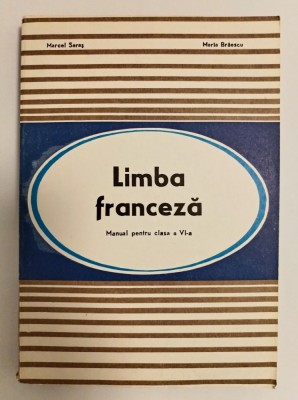 Marcel Saraș
Maria Brăescu
Limba
franceză
Manual pentru clasa a VI-a